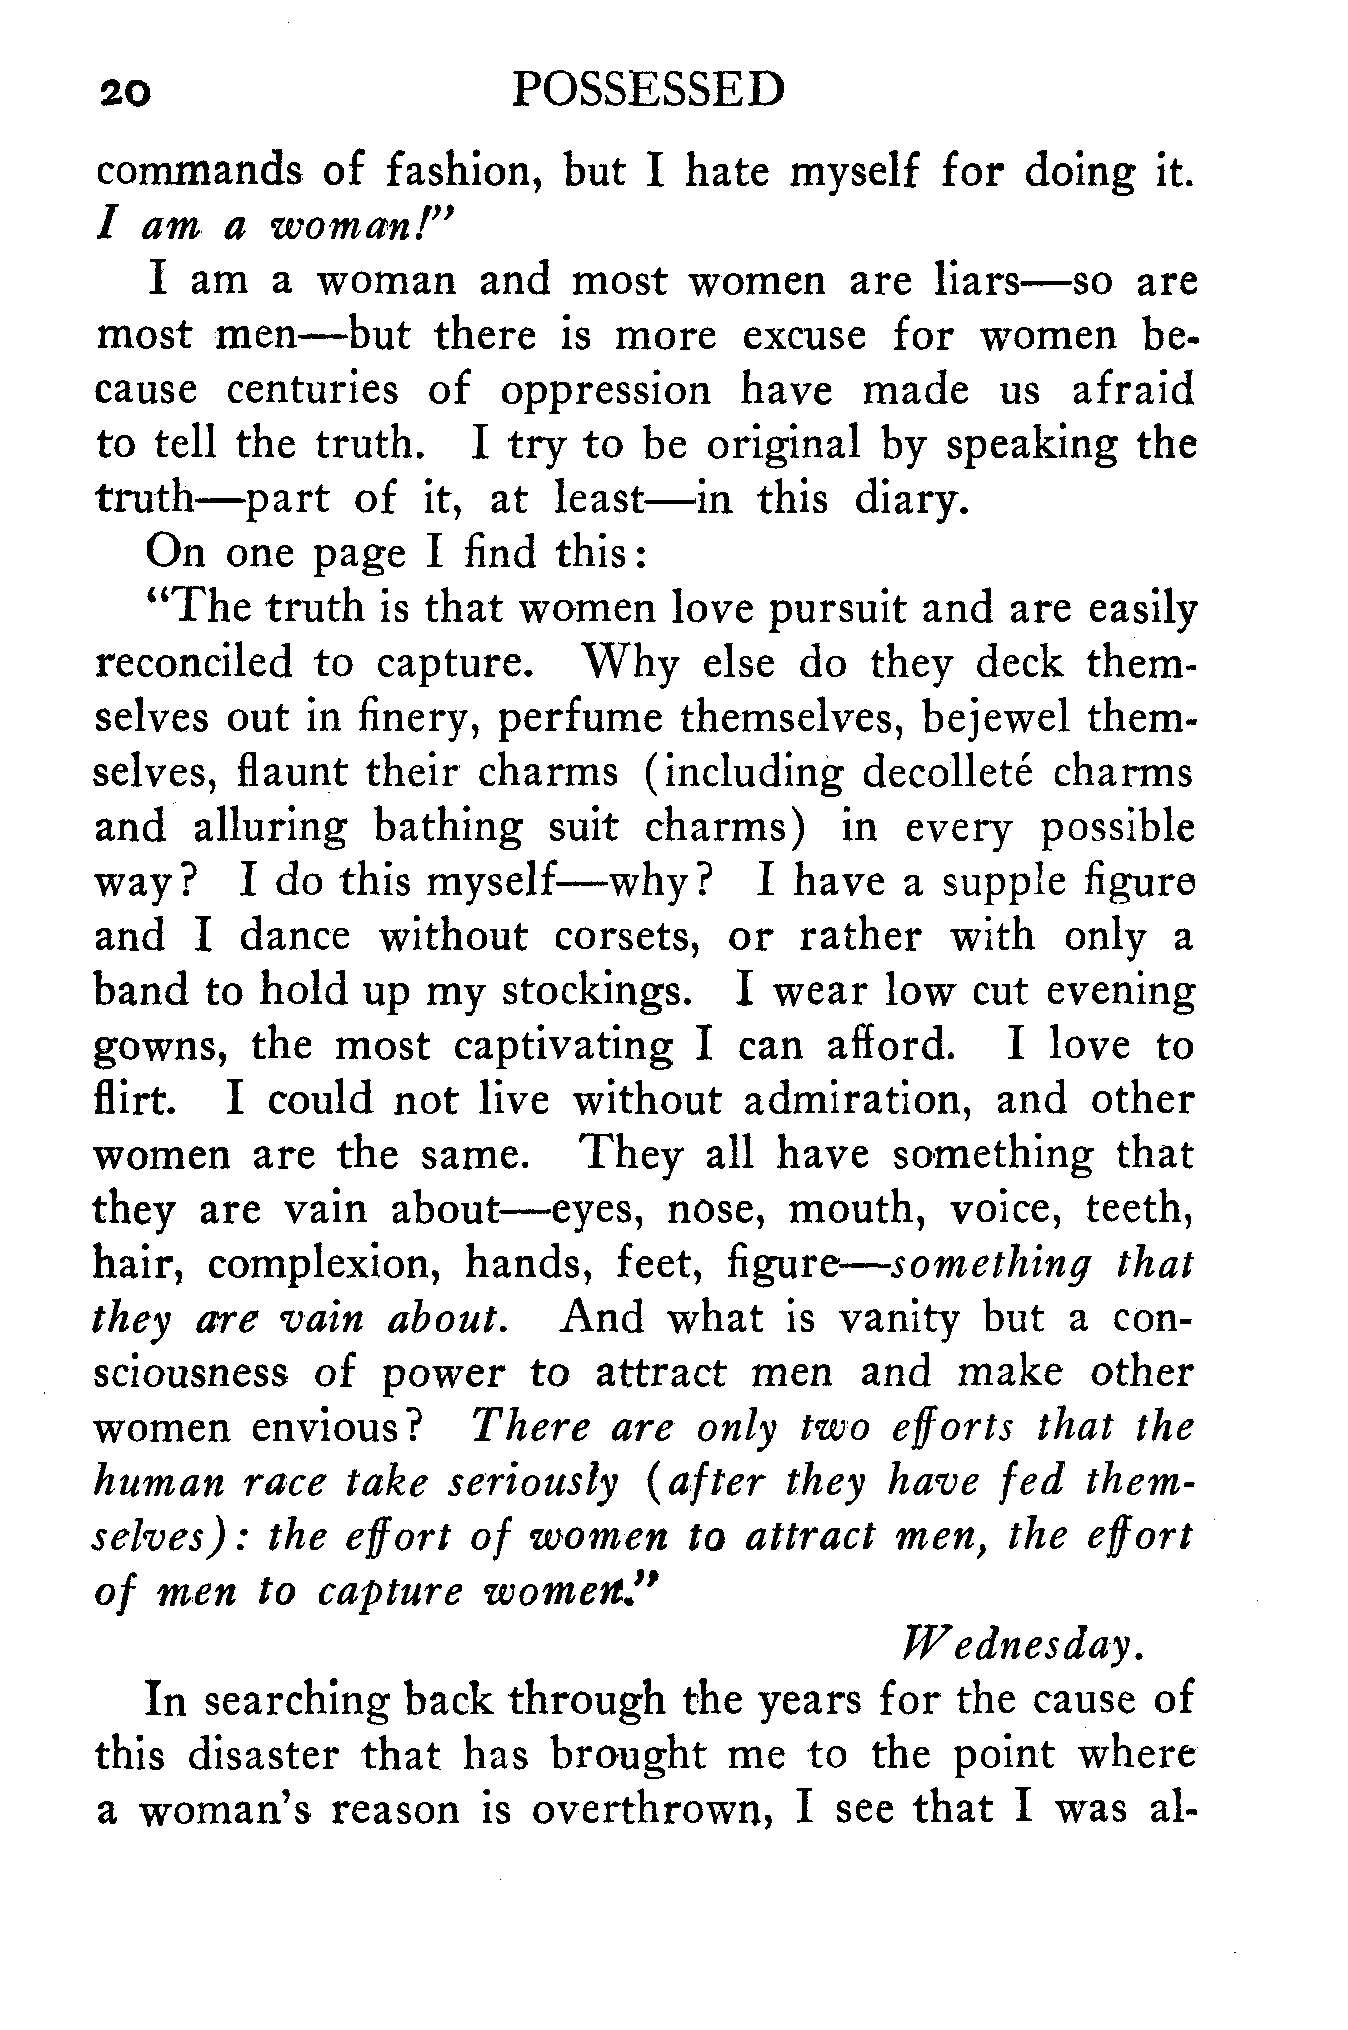 20 POSSESSED
commands of fashion, but I hate myself for doing it.
I am a woman!”
I am a woman and most women are liars—so are
most men—but there is more excuse for women be-
cause centuries of oppression have made us afraid
to tell the truth. I try to be original by speaking the
truth—part of it, at least—in this diary.
On one page I find this:
“The truth is that women love pursuit and are easily
reconciled to capture. Why else do they deck them-
selves out in finery, perfume themselves, bejewel them-
selves, flaunt their charms (including decolleté charms
and alluring bathing suit charms) in every possible
way? I do this myself—why? I have a supple figure
and I dance without corsets, or rather with only a
band to hold up my stockings. I wear low cut evening
gowns, the most captivating I can afford. I love to
flirt. I could not live without admiration, and other
women are the same. They all have something that
they are vain about—eyes, nose, mouth, voice, teeth,
hair, complexion, hands, feet, figure—something that
they are vain about. And what is vanity but a con-
sciousness of power to attract men and make other
women envious? There are only two efforts that the
human race take seriously (after they have fed them-
selves): the effort of women to attract men, the effort
of men to capture women.”
Wednesday.
In searching back through the years for the cause of
this disaster that has brought me to the point where
a woman's reason is overthrown, I see that I was al-